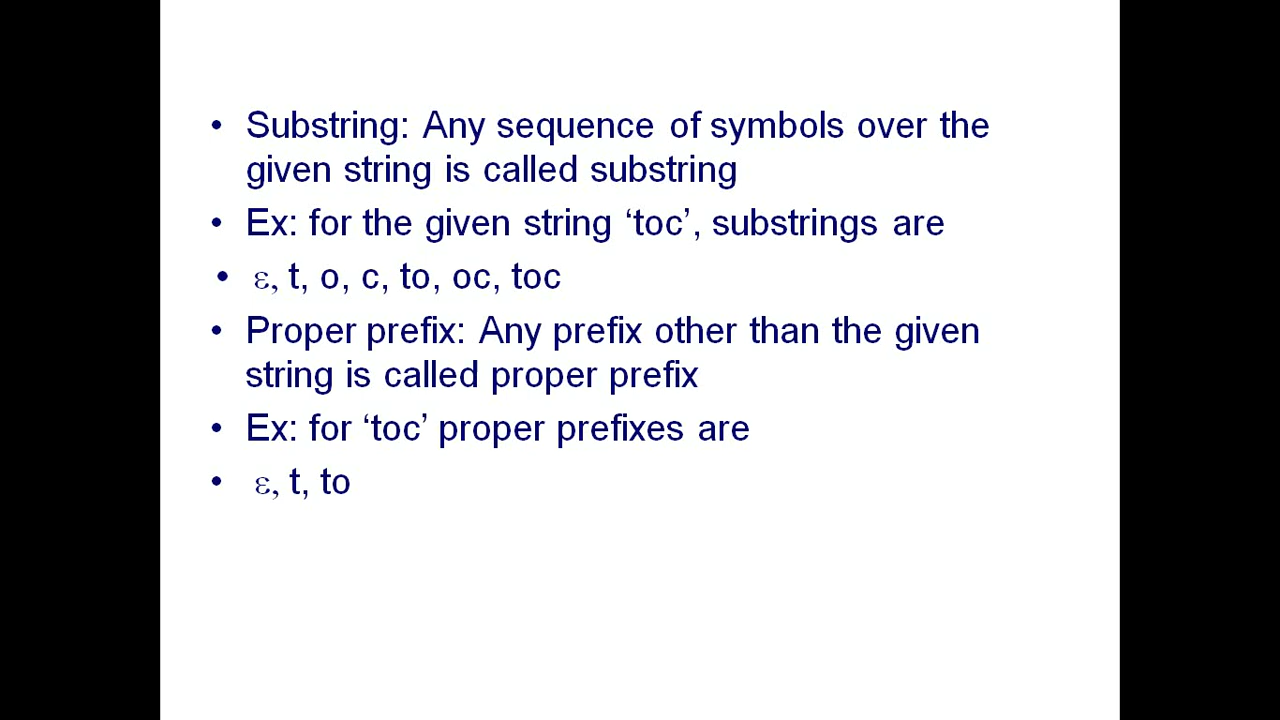 • Substring: Any sequence of symbols over the
given string is called substring
• Ex: for the given string ‘toc’, substrings are
• ε, t, o, c, to, oc, toc
• Proper prefix: Any prefix other than the given
string is called proper prefix
• Ex: for ‘toc’ proper prefixes are
• ε, t, to